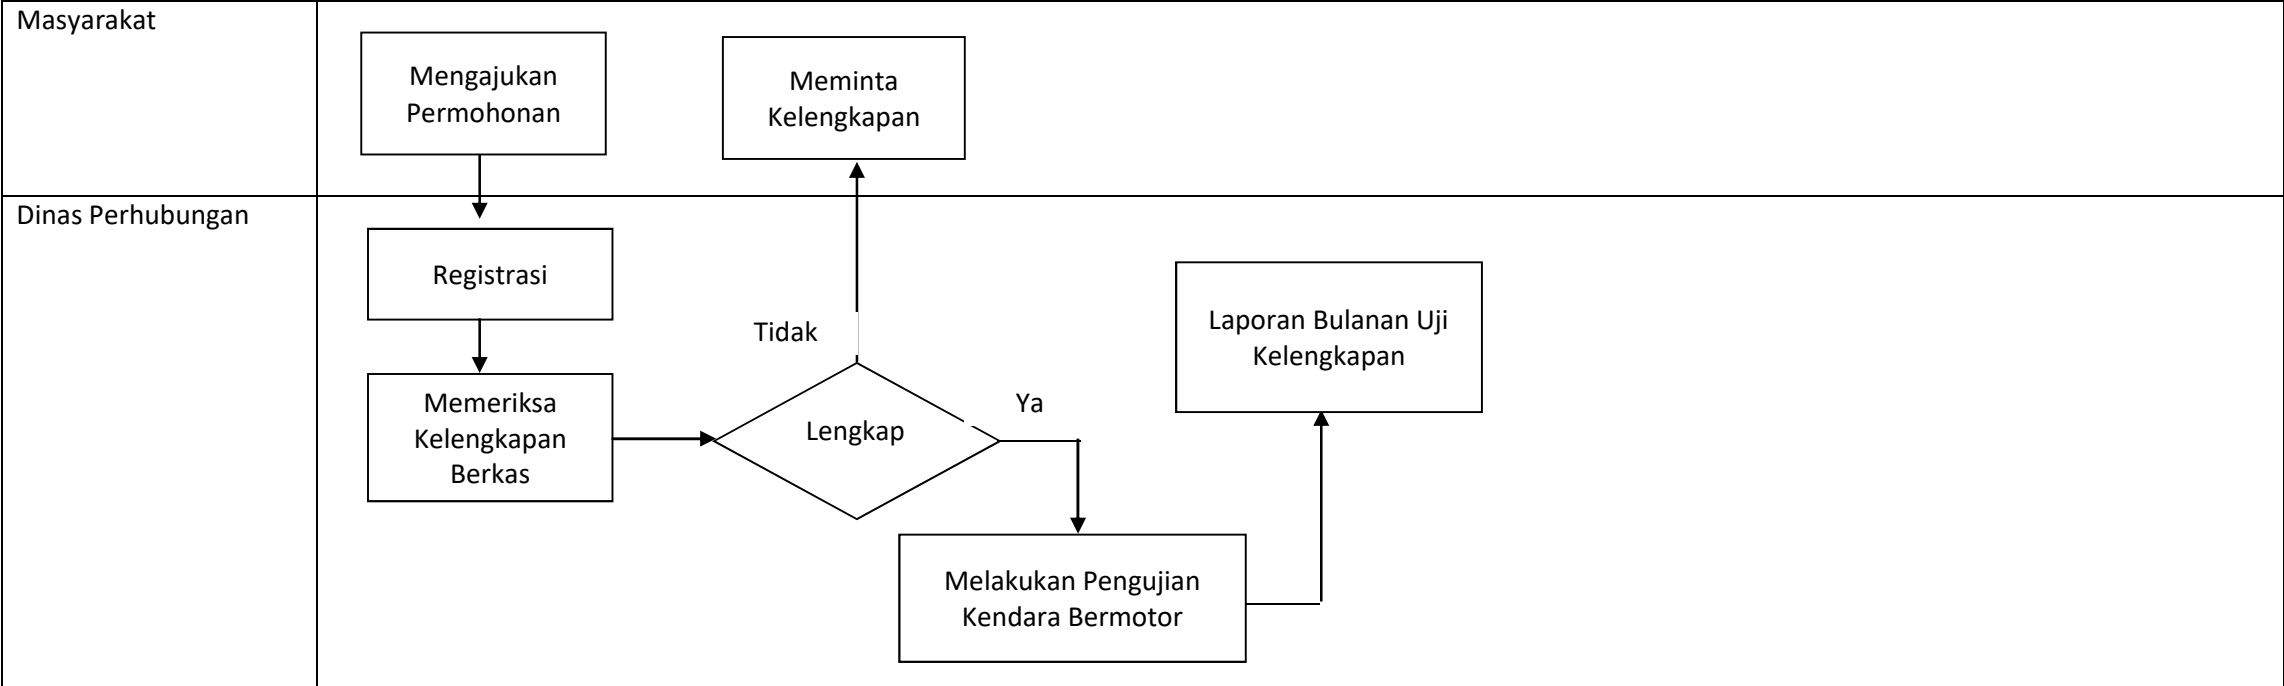 Masyarakat
Mengajukan
Permohonan
Meminta
Kelengkapan
Dinas Perhubungan
Registrasi
Memeriksa
Kelengkapan
Berkas
Tidak
Lengkap
Ya
Melakukan Pengujian
Kendara Bermotor
Laporan Bulanan Uji
Kelengkapan